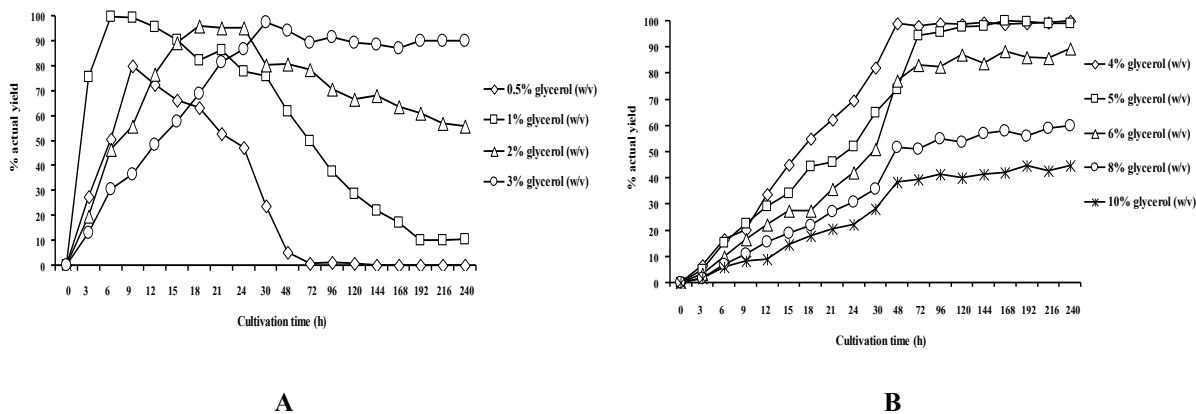 100
90
80
70
60
50
40
30
20
10
0
% actual yield
0 3 6 9 12 15 18 21 24 30 48 72 96 120 144 168 192 216 240
Cultivation time (h)
0.5% glycerol (w/v)
1% glycerol (w/v)
2% glycerol (w/v)
3% glycerol (w/v)
A
100
90
80
70
60
50
40
30
20
10
0
% actual yield
0 3 6 9 12 15 18 21 24 30 48 72 96 120 144 168 192 216 240
Cultivation time (h)
4% glycerol (w/v)
5% glycerol (w/v)
6% glycerol (w/v)
8% glycerol (w/v)
10% glycerol (w/v)
B